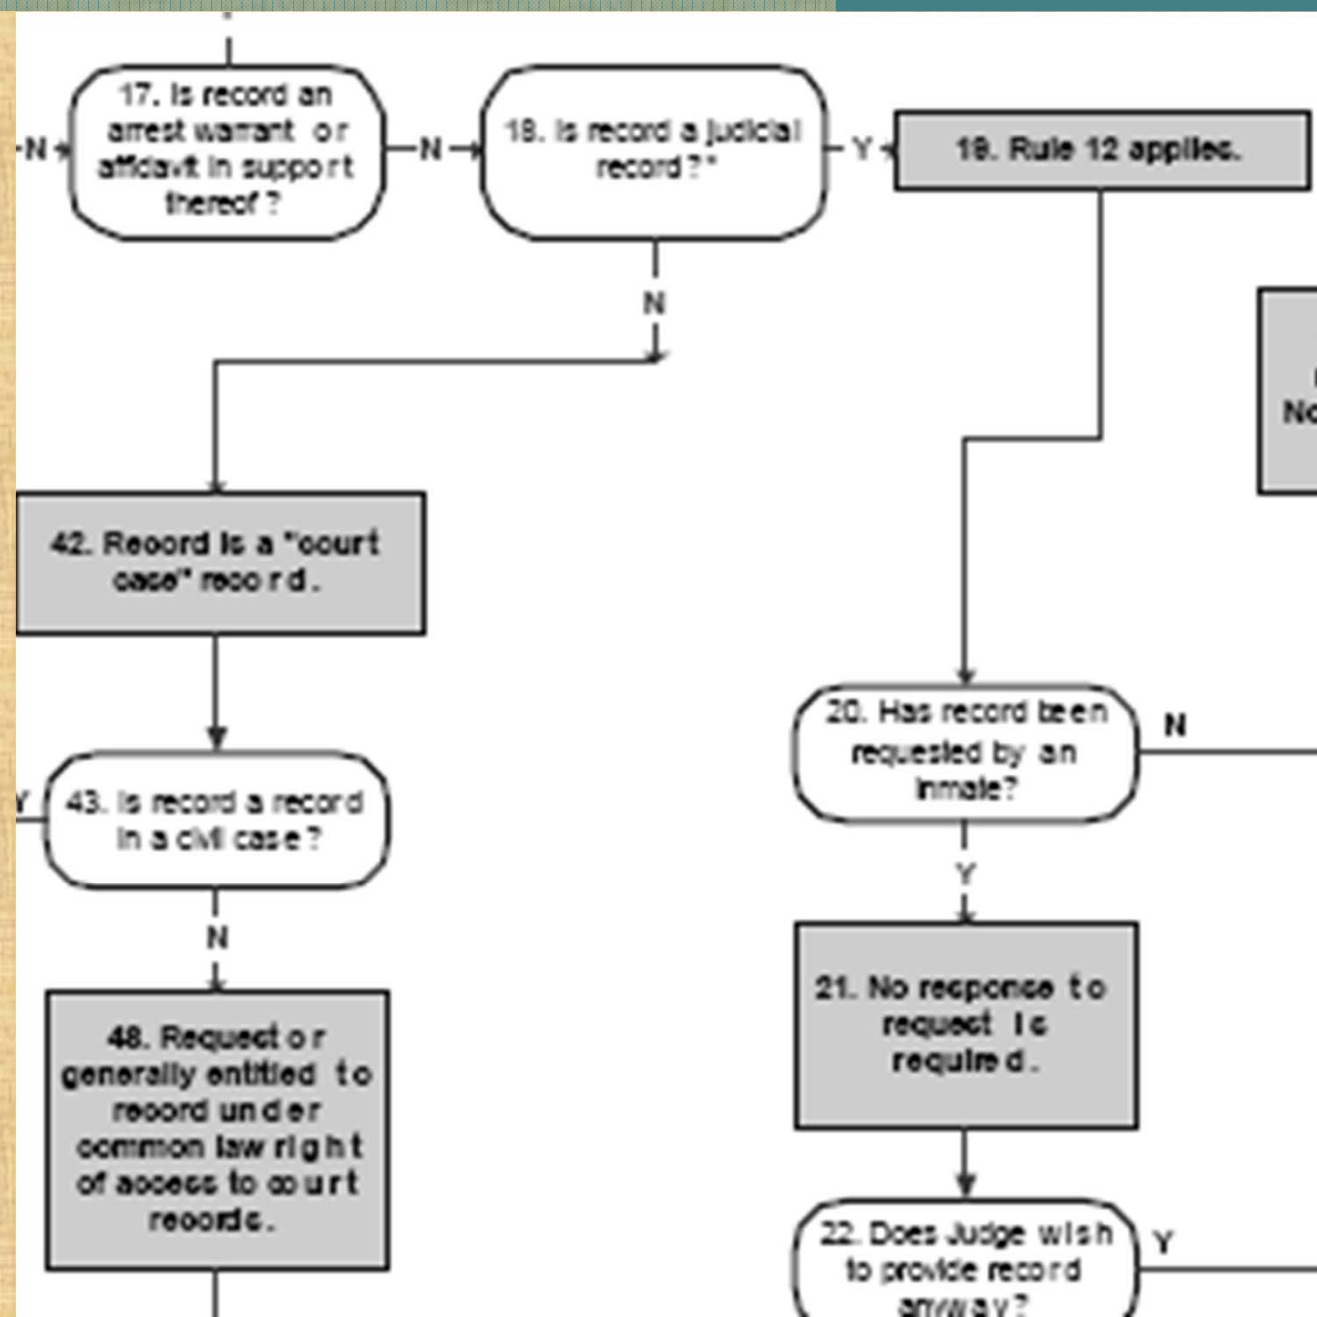 N
17. Is record an
arrest warrant or
affidavit in support
thereof?
N
18. Is record a judicial
record?*
Y
19. Rule 12 applies.
N
42. Record is a "court
case" record.
20. Has record been
requested by an
inmate?
N
Y
43. Is record a record
in a civil case?
Y
N
21. No response to
request is
required.
48. Requestor
generally entitled to
record under
common law right
of access to court
records.
22. Does Judge wish
to provide record
anyway?
Y